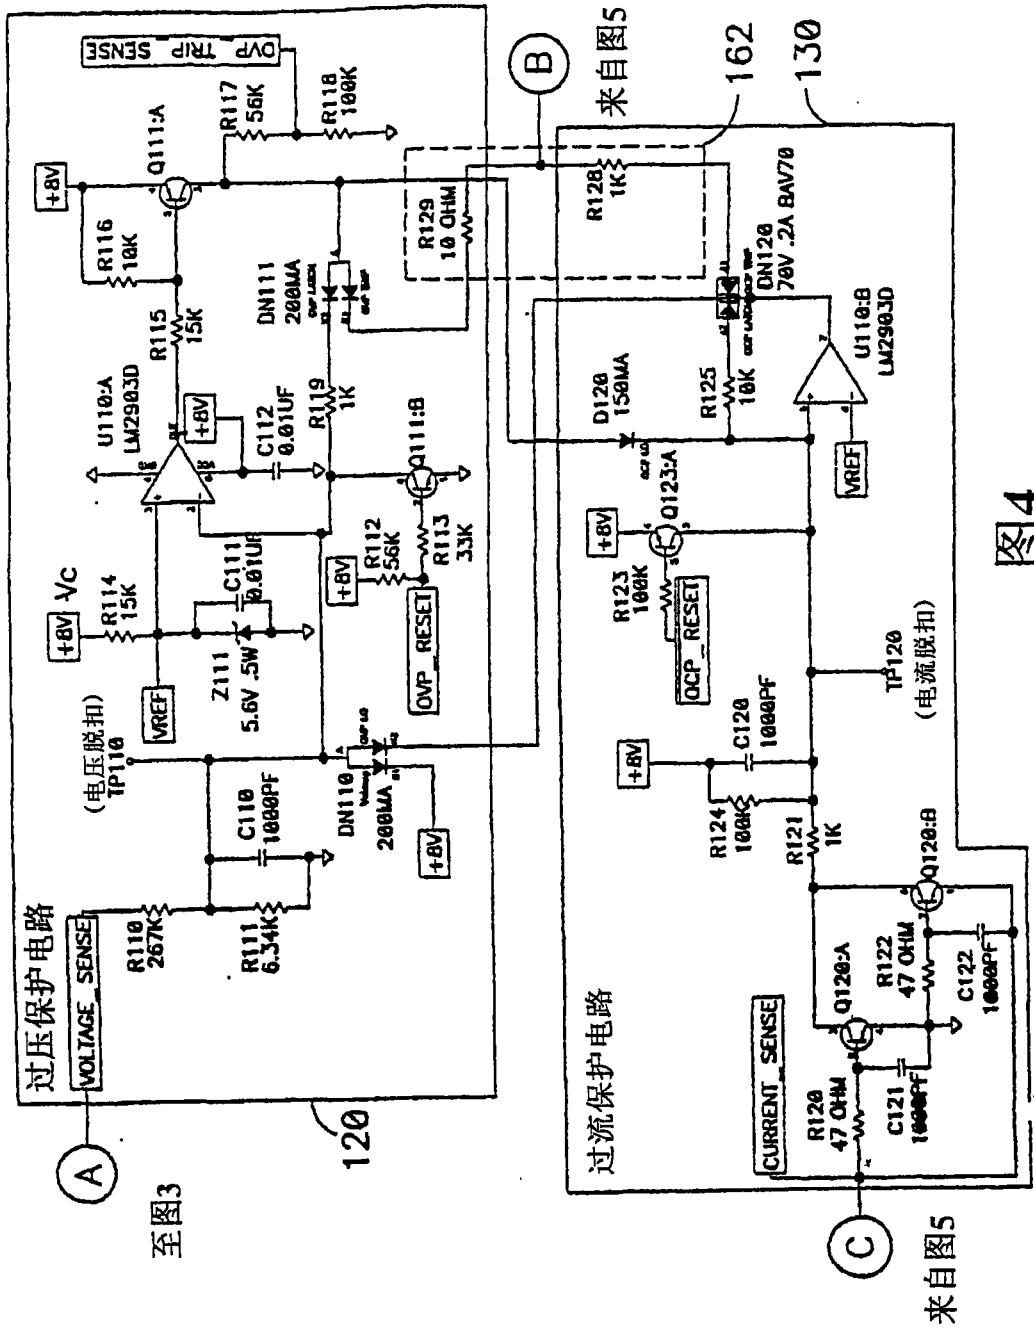 过压保护电路
A
至图3
VOLTAGE_SENSE
R110
267K
R111
6.34K
C110
1000PF
(电压脱扣)
TP110
DN110
200MA
+8V
+8V
-Vc
R114
15K
VREF
Z111
5.6V .5W
C111
0.01UF
U110:A
LM2903D
+8V
C112
0.01UF
R115
15K
R116
10K
+8V
Q111:A
R117
56K
R118
100K
OVP_TRIP_SENSE
DN111
200MA
R119
1K
Q111:B
+8V
R112
56K
R113
33K
OVP_RESET
120
R129
10 OHM
B
来自图5
162
130
R128
1K
过流保护电路
C
来自图5
CURRENT_SENSE
R120
47 OHM
C121
1000PF
Q120:A
R122
47 OHM
C122
1000PF
Q120:B
R121
1K
R124
100K
+8V
C120
1000PF
TP120
(电流脱扣)
OCP_RESET
R123
100K
+8V
Q123:A
D120
150MA
R125
10K
VREF
U110:B
LM2903D
DN120
70V .2A BAV70
图4